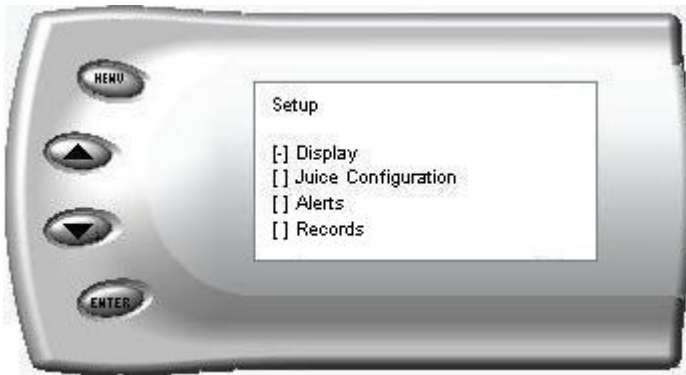 MENU
Setup
[-] Display
[ ] Juice Configuration
[ ] Alerts
[ ] Records
ENTER